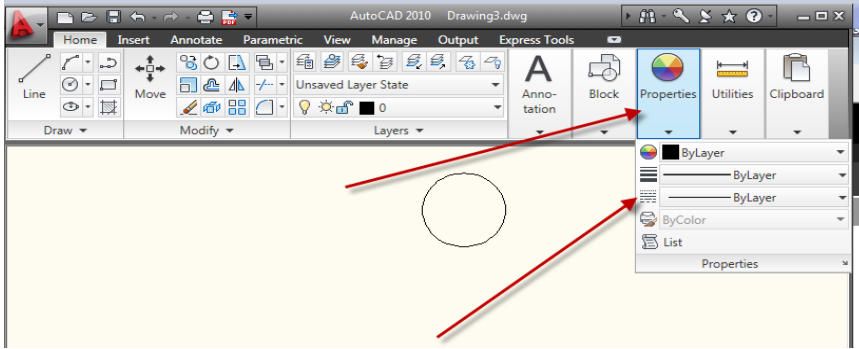 AutoCAD 2010 Drawing3.dwg
Home Insert Annotate Parametric View Manage Output Express Tools
Line
Move
Unsaved Layer State
0
Anno-
tation
Block
Properties
Utilities
Clipboard
Draw
Modify
Layers
ByLayer
ByLayer
ByLayer
ByColor
List
Properties